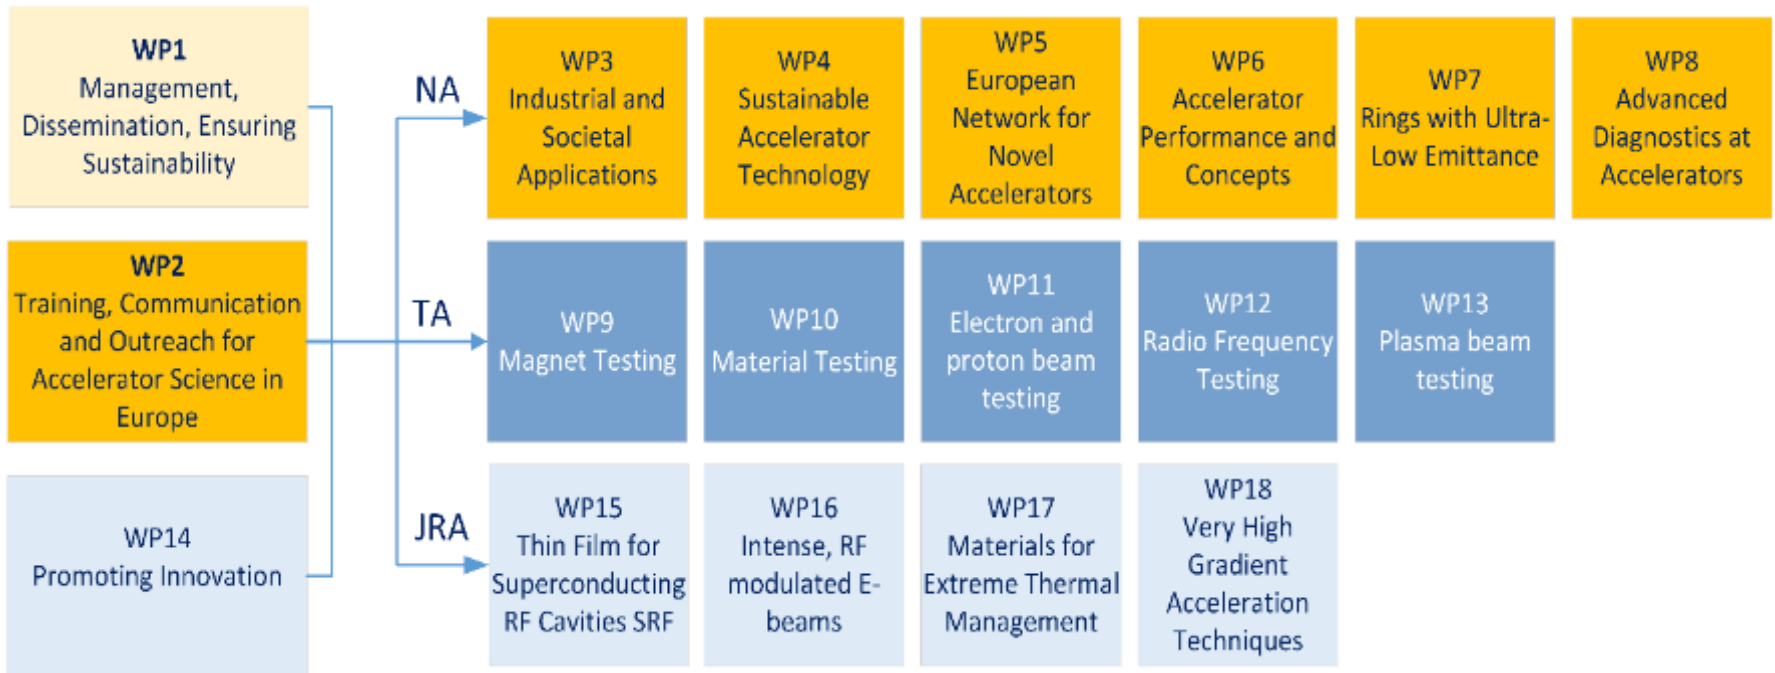 WP1
Management,
Dissemination, Ensuring
Sustainability
WP2
Training, Communication
and Outreach for
Accelerator Science in
Europe
WP14
Promoting Innovation
NA
WP3
Industrial and
Societal
Applications
WP4
Sustainable
Accelerator
Technology
WP5
European
Network for
Novel
Accelerators
WP6
Accelerator
Performance and
Concepts
WP7
Rings with Ultra-
Low Emittance
WP8
Advanced
Diagnostics at
Accelerators
TA
WP9
Magnet Testing
WP10
Material Testing
WP11
Electron and
proton beam
testing
WP12
Radio Frequency
Testing
WP13
Plasma beam
testing
JRA
WP15
Thin Film for
Superconducting
RF Cavities SRF
WP16
Intense, RF
modulated E-
beams
WP17
Materials for
Extreme Thermal
Management
WP18
Very High
Gradient
Acceleration
Techniques